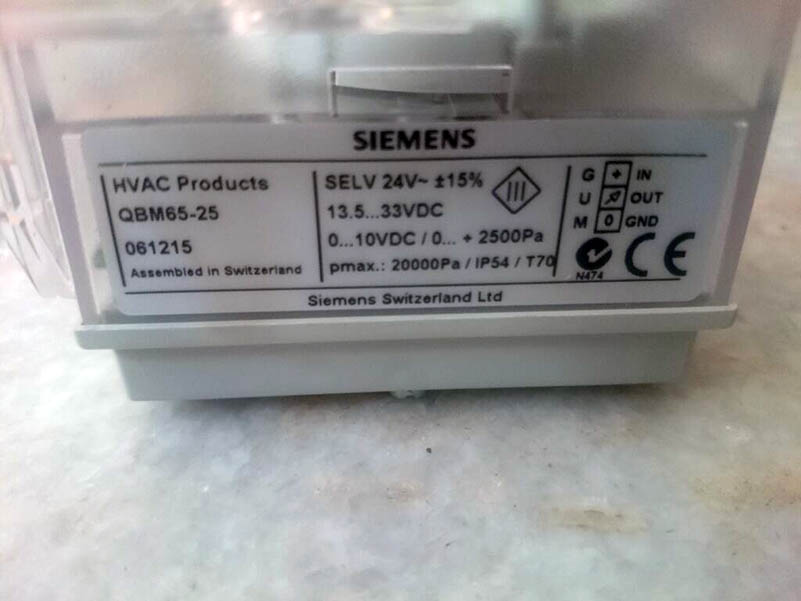 SIEMENS
HVAC Products
QBM65-25
061215
Assembled in Switzerland
SELV 24V~ ±15%
13.5...33VDC
0...10VDC / 0... + 2500Pa
pmax.: 20000Pa / IP54 / T70
III
G + IN
U OUT
M 0 GND
N474
CE
Siemens Switzerland Ltd